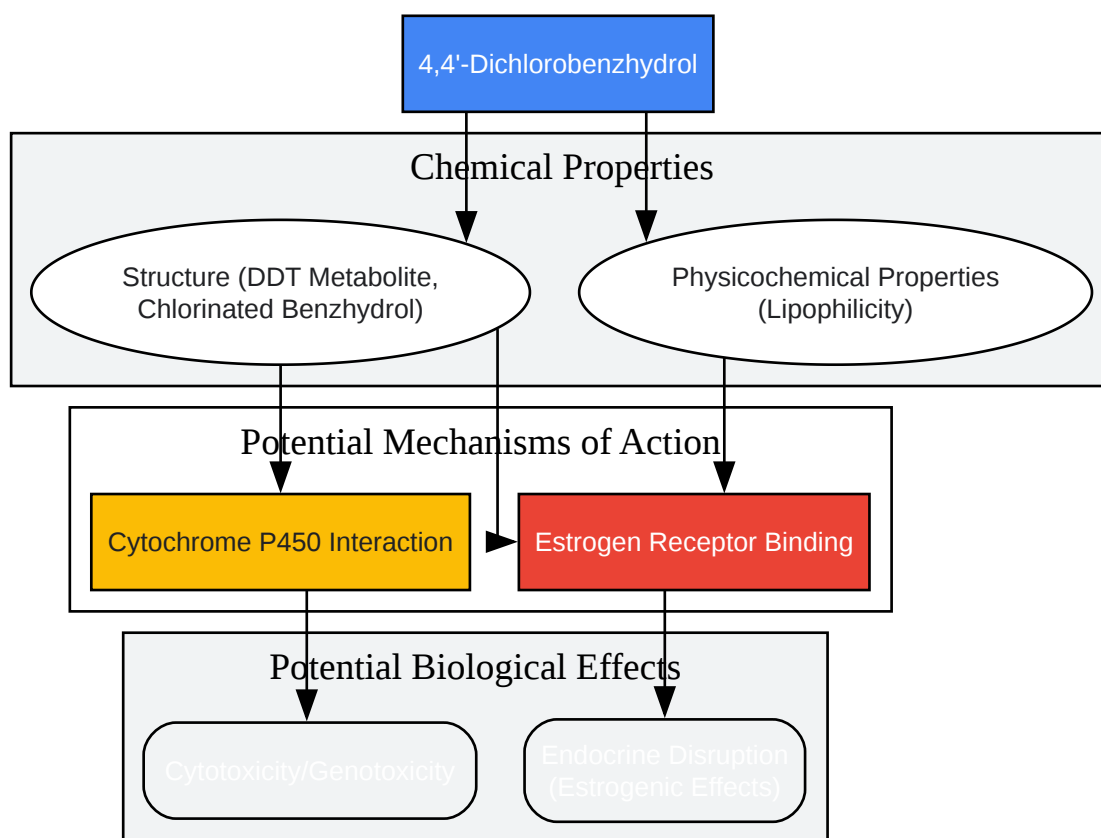 4,4'-Dichlorobenzhydrol
Chemical Properties
Structure (DDT Metabolite,
Chlorinated Benzhydrol)
Physicochemical Properties
(Lipophilicity)
Potential Mechanisms of Action
Cytochrome P450 Interaction
Estrogen Receptor Binding
Potential Biological Effects
Cytotoxicity/Genotoxicity
Endocrine Disruption
(Estrogenic Effects)